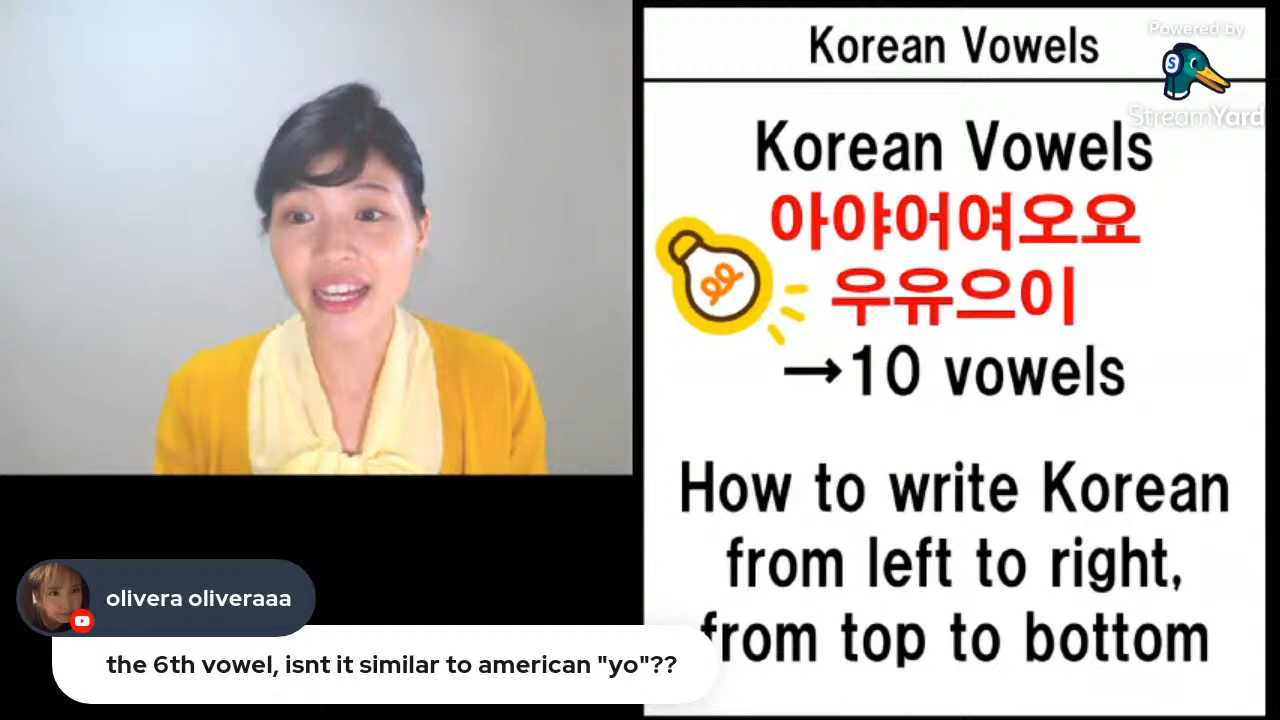 Korean Vowels
Powered by
StreamYard
Korean Vowels
아야어여오요
우유으이
→10 vowels
How to write Korean
from left to right,
from top to bottom
olivera oliveraaa
the 6th vowel, isnt it similar to american "yo"??